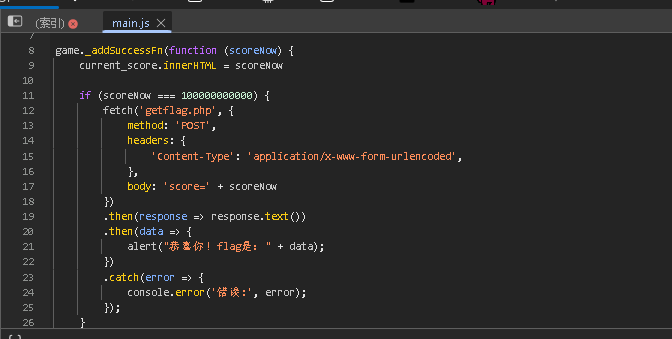 (索引)
main.js
7
8 game._addSuccessFn(function (scoreNow) {
9 current_score.innerHTML = scoreNow
10
11 if (scoreNow === 100000000000) {
12 fetch('getflag.php', {
13 method: 'POST',
14 headers: {
15 'Content-Type': 'application/x-www-form-urlencoded',
16 },
17 body: 'score=' + scoreNow
18 })
19 .then(response => response.text())
20 .then(data => {
21 alert("恭喜你！flag是：" + data);
22 })
23 .catch(error => {
24 console.error('错误:', error);
25 });
26 }